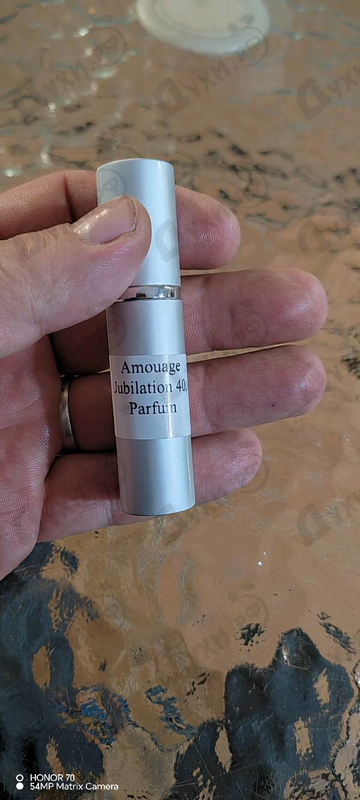 Amouage
Jubilation 40,
Parfum
HONOR 70
54MP Matrix Camera